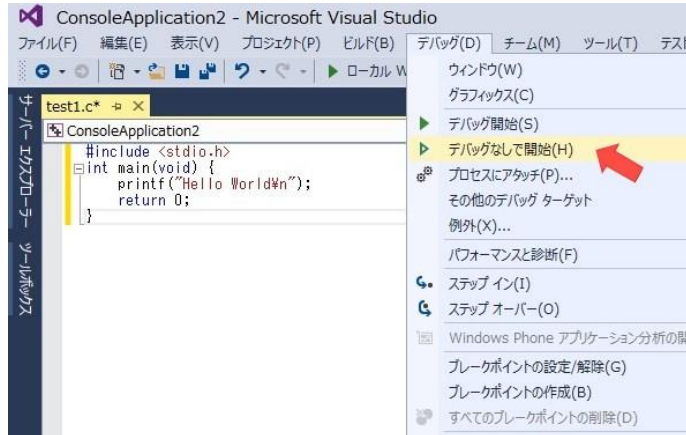 ConsoleApplication2 - Microsoft Visual Studio
ファイル(F) 編集(E) 表示(V) プロジェクト(P) ビルド(B) デバッグ(D) チーム(M) ツール(T)
ローカル
ウィンドウ(W)
グラフィックス(C)
デバッグ開始(S)
デバッグなしで開始(H)
プロセスにアタッチ(P)...
その他のデバッグ ターゲット
例外(X)...
パフォーマンスと診断(F)
ステップ イン(I)
ステップ オーバー(O)
Windows Phone アプリケーション分析の
ブレークポイントの設定/解除(G)
ブレークポイントの作成(B)
すべてのブレークポイントの削除(D)
サーバー エクスプローラー
ツールボックス
test1.c*
ConsoleApplication2
#include <stdio.h>
int main(void) {
printf("Hello World¥n");
return 0;
}